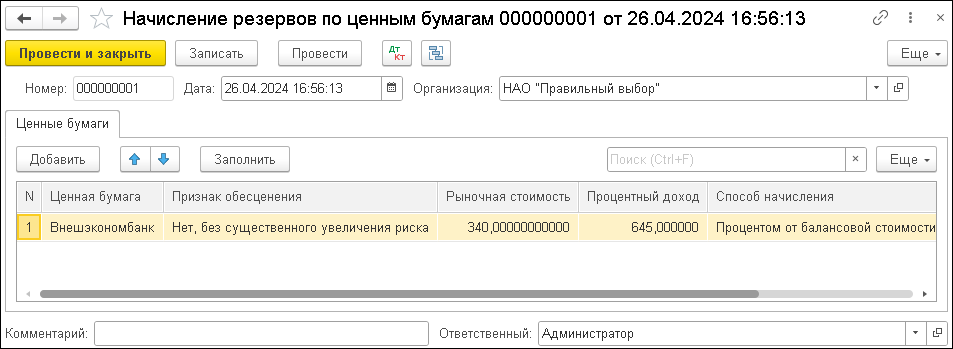 Начисление резервов по ценным бумагам 000000001 от 26.04.2024 16:56:13
Провести и закрыть Записать Провести Дт Кт Еще
Номер: 000000001 Дата: 26.04.2024 16:56:13 Организация: НАО "Правильный выбор"
Ценные бумаги
Добавить Заполнить Поиск (Ctrl+F) × Еще
N Ценная бумага Признак обесценения Рыночная стоимость Процентный доход Способ начисления
1 Внешэкономбанк Нет, без существенного увеличения риска 340,00000000000 645,000000 Процентом от балансовой стоимости
Комментарий: Ответственный: Администратор